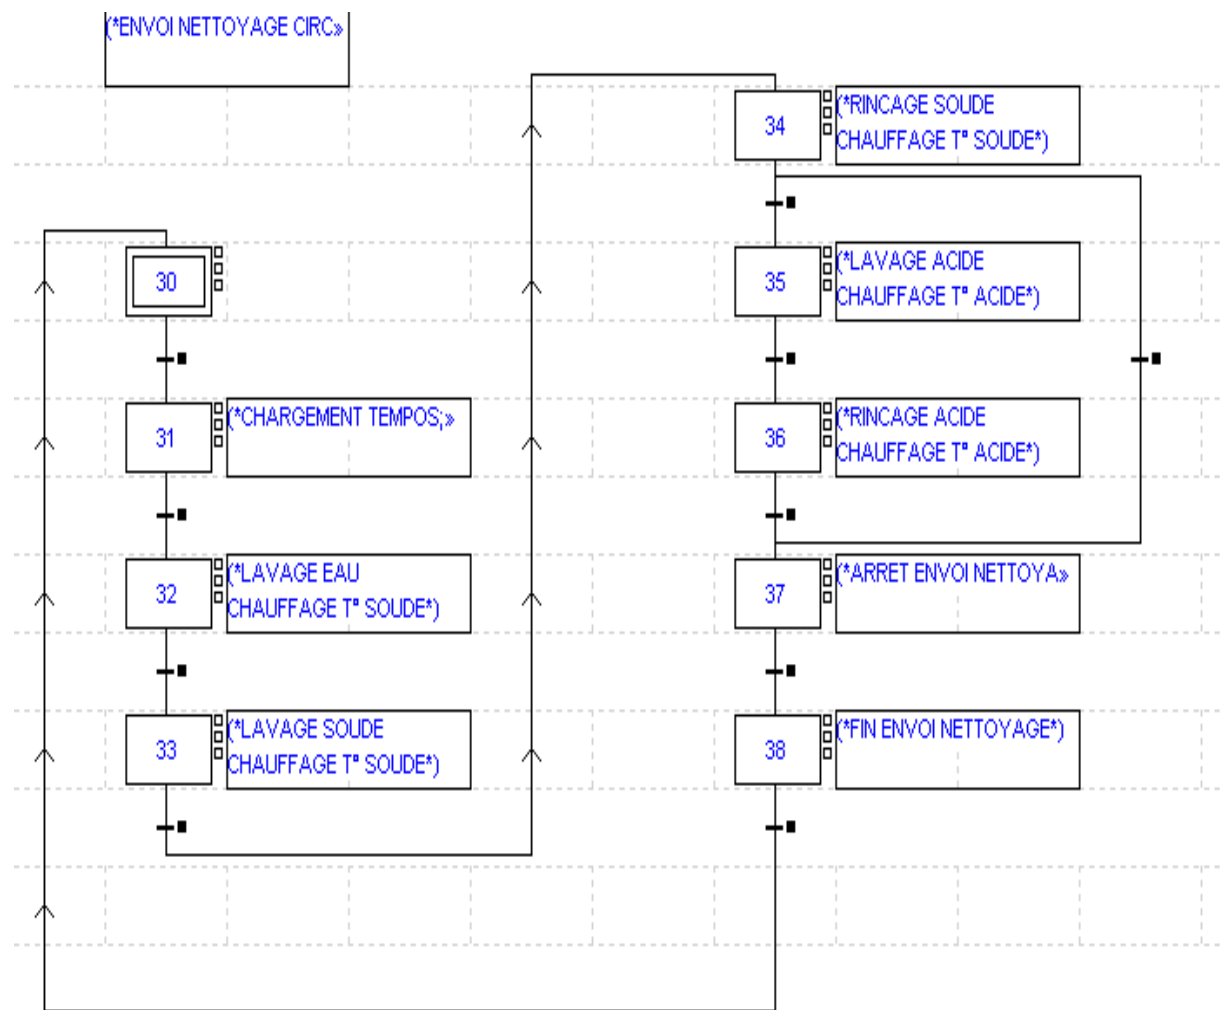 (*ENVOI NETTOYAGE CIRC»
30
31
(*CHARGEMENT TEMPOS;»
32
(*LAVAGE EAU
CHAUFFAGE T° SOUDE*)
33
(*LAVAGE SOUDE
CHAUFFAGE T° SOUDE*)
34
(*RINCAGE SOUDE
CHAUFFAGE T° SOUDE*)
35
(*LAVAGE ACIDE
CHAUFFAGE T° ACIDE*)
36
(*RINCAGE ACIDE
CHAUFFAGE T° ACIDE*)
37
(*ARRET ENVOI NETTOYA»
38
(*FIN ENVOI NETTOYAGE*)